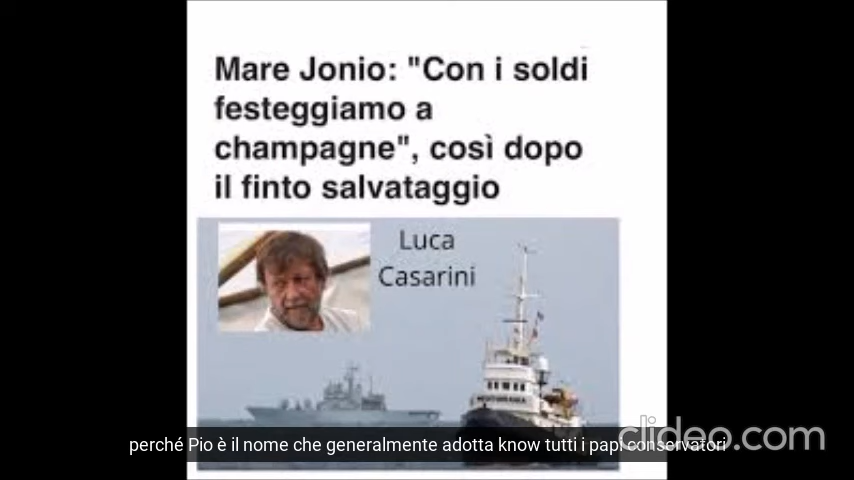 Mare Jonio: "Con i soldi
festeggiamo a
champagne", così dopo
il finto salvataggio
Luca
Casarini
clideo.com
perché Pio è il nome che generalmente adotta know tutti i papi conservatori